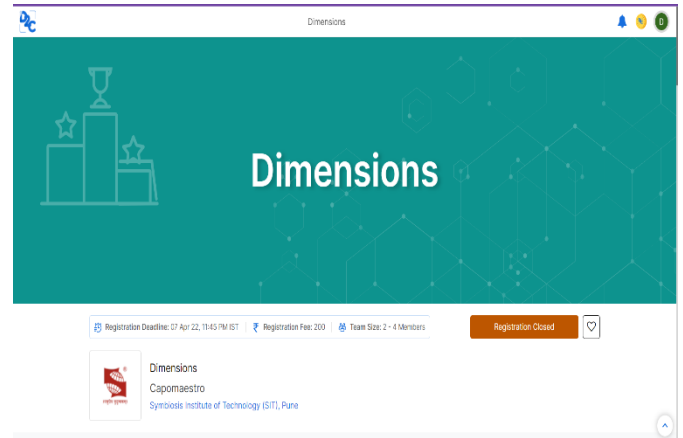 D2C
Dimensions
D
Dimensions
Registration Deadline: 07 Apr 22, 11:45 PM IST
₹ Registration Fee: 200
Team Size: 2 - 4 Members
Registration Closed
Dimensions
Capomaestro
Symbiosis Institute of Technology (SIT), Pune